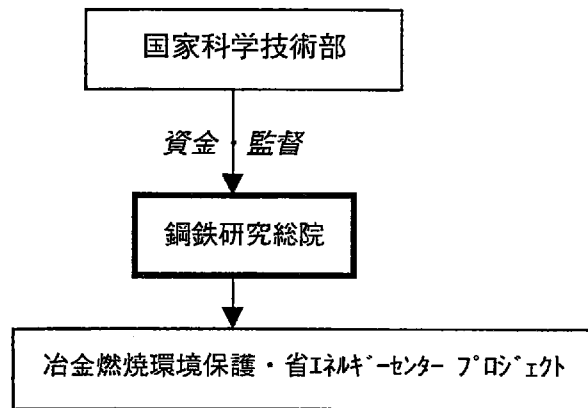 国家科学技術部
資金・監督
鋼鉄研究総院
冶金燃焼環境保護・省ｴﾈﾙｷﾞｰｾﾝﾀｰ ﾌﾟﾛｼﾞｪｸﾄ